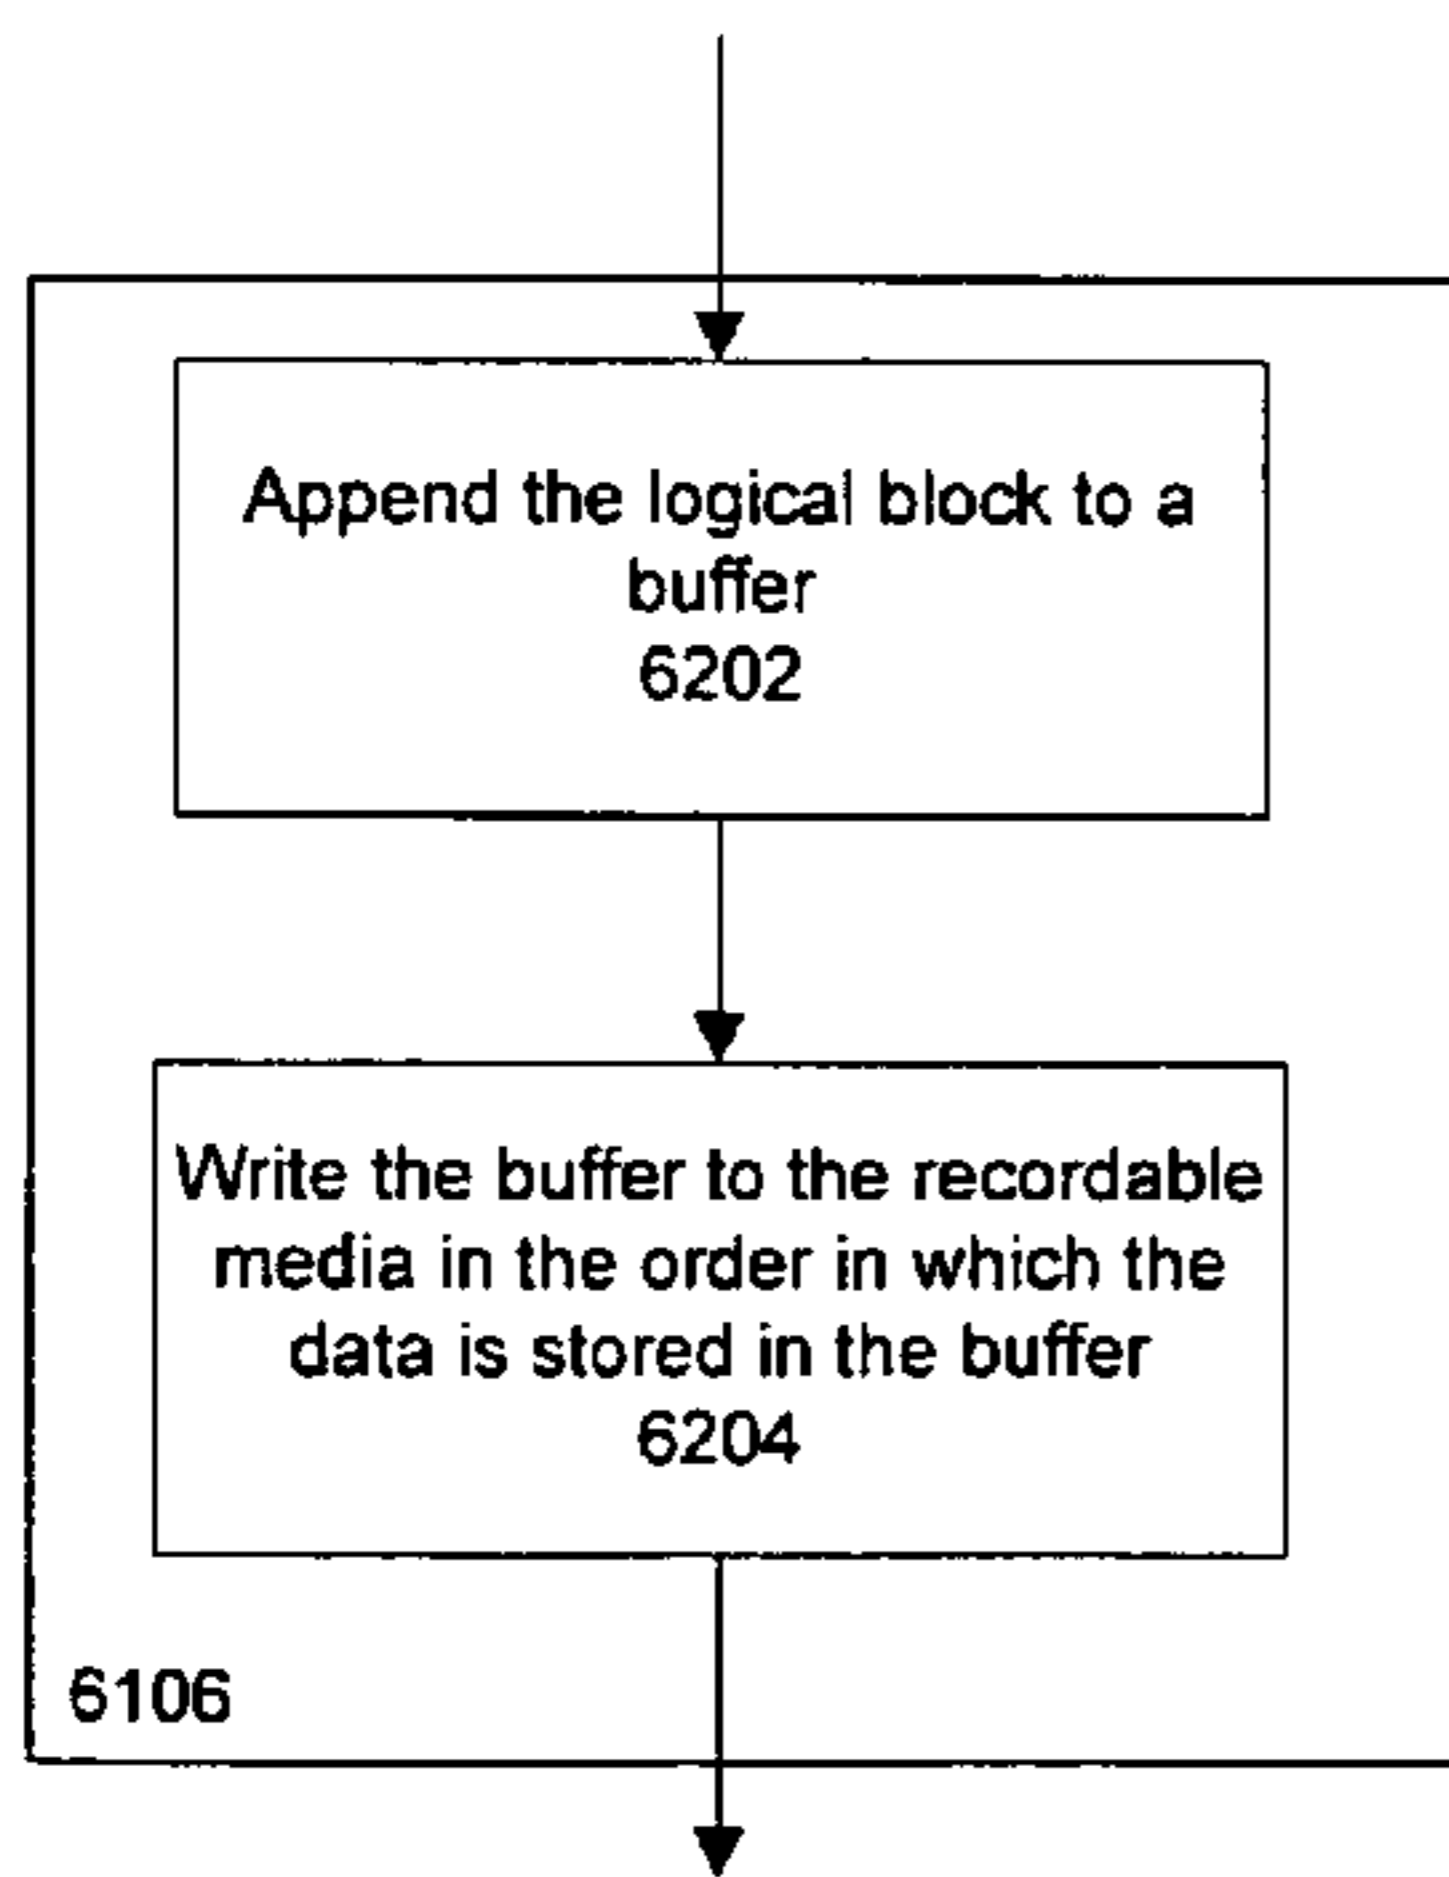 Append the logical block to a
buffer
6202
Write the buffer to the recordable
media in the order in which the
data is stored in the buffer
6204
6106